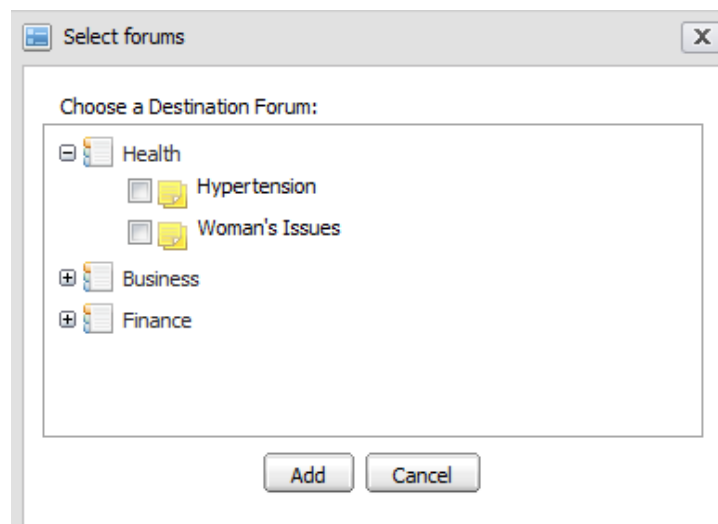 Select forums
X
Choose a Destination Forum:
Health
Hypertension
Woman's Issues
Business
Finance
Add
Cancel